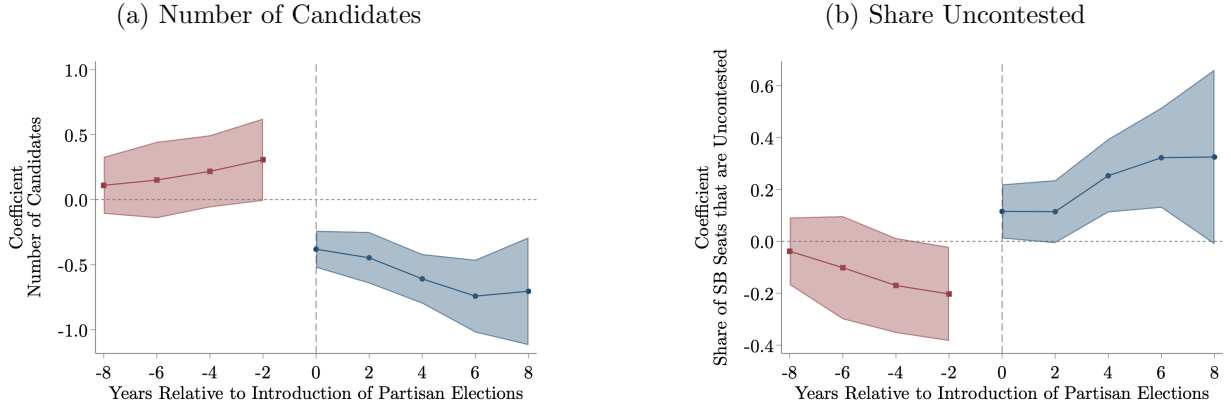 (a) Number of Candidates
Coefficient
Number of Candidates
1.0
0.5
0.0
-0.5
-1.0
-8 -6 -4 -2 0 2 4 6 8
Years Relative to Introduction of Partisan Elections
(b) Share Uncontested
Coefficient
Share of SB Seats that are Uncontested
0.6
0.4
0.2
0.0
-0.2
-0.4
-8 -6 -4 -2 0 2 4 6 8
Years Relative to Introduction of Partisan Elections